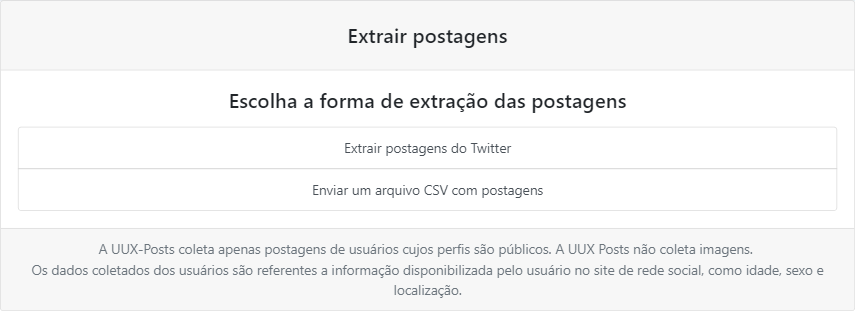 Extrair postagens
Escolha a forma de extração das postagens
Extrair postagens do Twitter
Enviar um arquivo CSV com postagens
A UUX-Posts coleta apenas postagens de usuários cujos perfis são públicos. A UUX Posts não coleta imagens.
Os dados coletados dos usuários são referentes a informação disponibilizada pelo usuário no site de rede social, como idade, sexo e
localização.